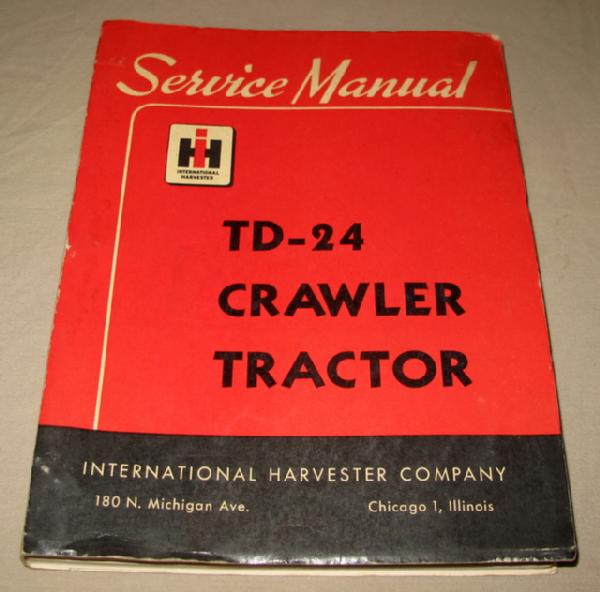 Service Manual
IH
INTERNATIONAL
HARVESTER
TD-24
CRAWLER
TRACTOR
INTERNATIONAL HARVESTER COMPANY
180 N. Michigan Ave. Chicago 1, Illinois